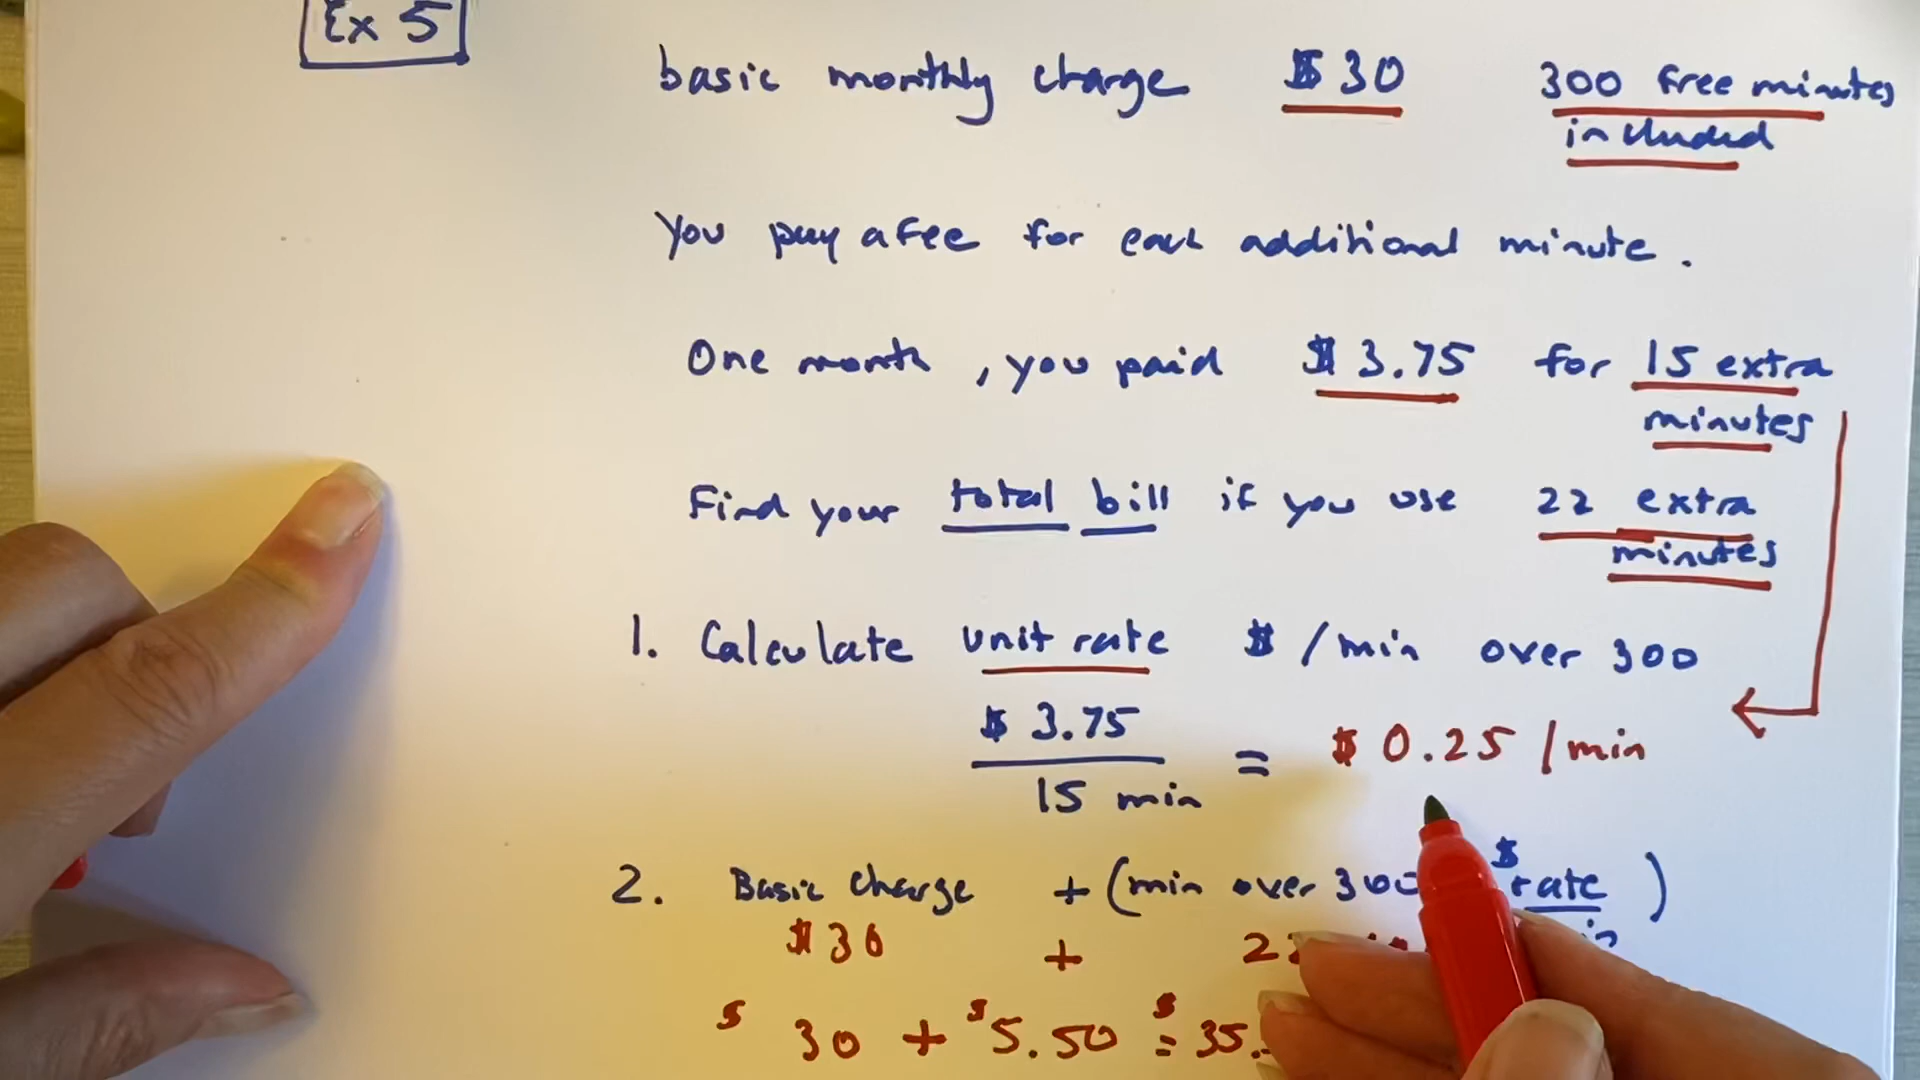 Ex 5
basic monthly charge $30 300 free minutes
included
You pay a fee for each additional minute.
One month, you paid $3.75 for 15 extra
minutes
Find your total bill if you use 22 extra
minutes
1. Calculate unit rate $ /min over 300
$ 3.75
15 min
= $ 0.25 /min
2. Basic Charge + (min over 300 $ rate)
$30 + 22
$ 30 + $5.50 = $35.